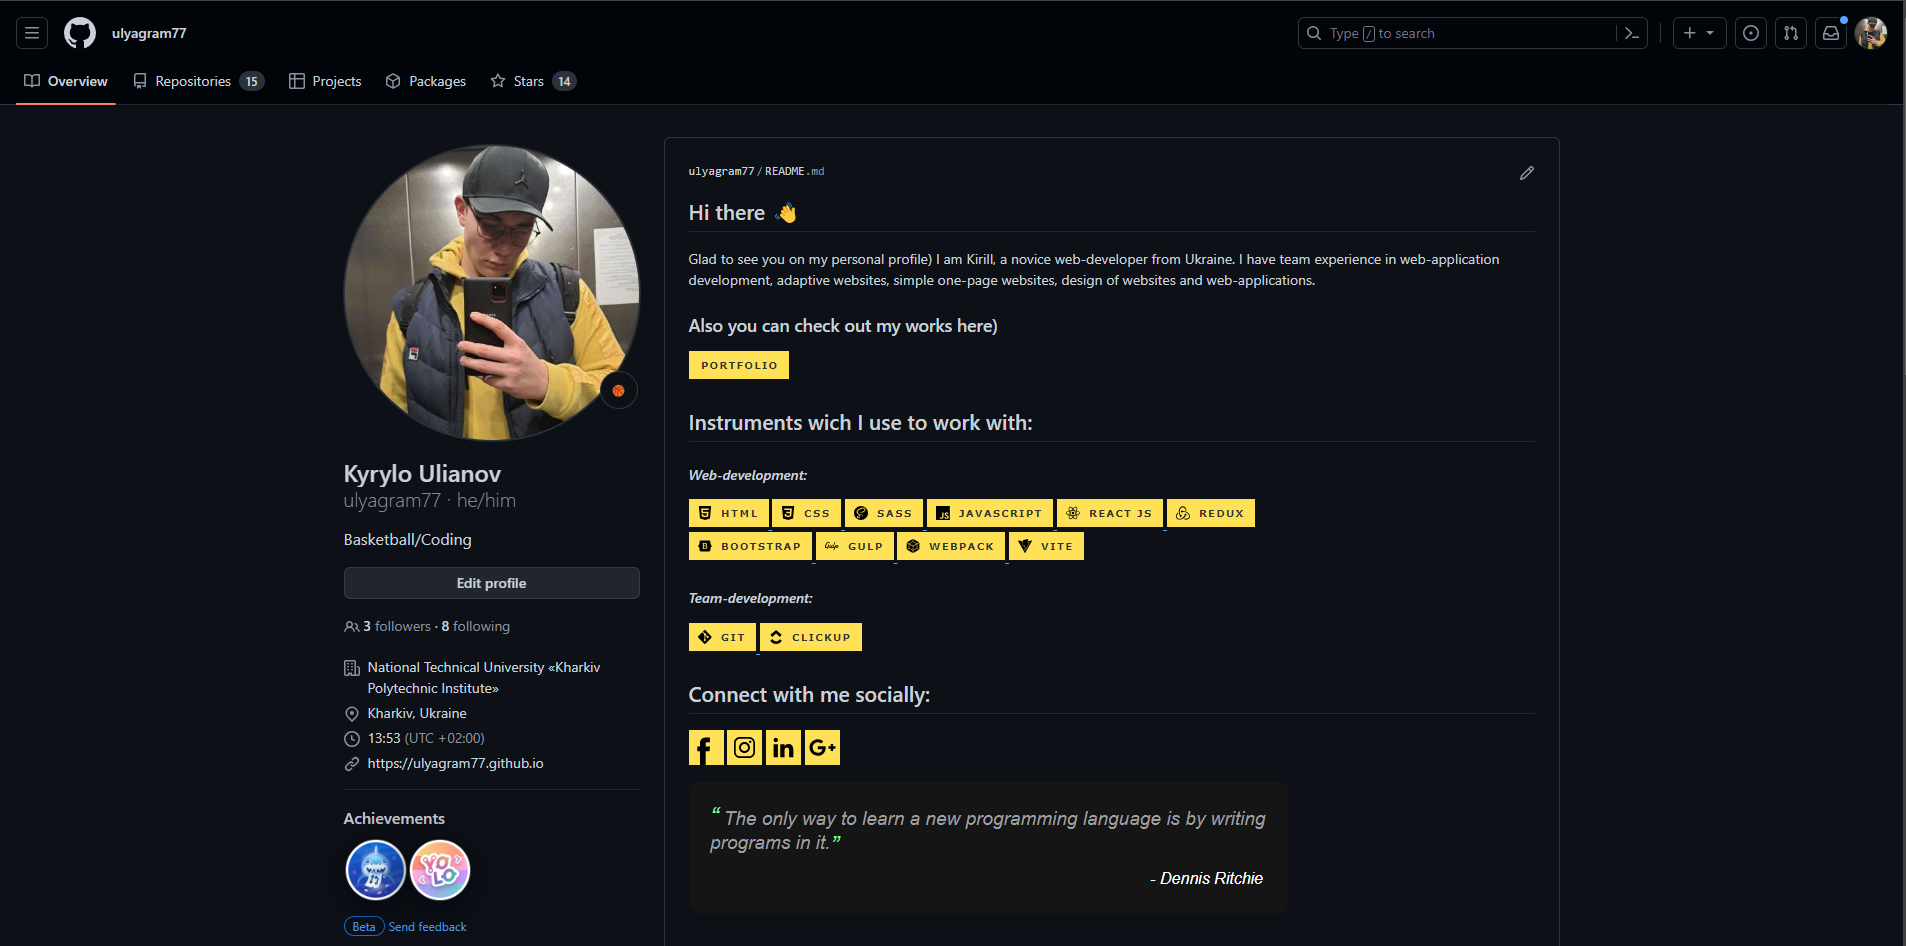 ulyagram77
Type / to search
Overview
Repositories 15
Projects
Packages
Stars 14
Kyrylo Ulianov
ulyagram77 · he/him
Basketball/Coding
Edit profile
3 followers · 8 following
National Technical University «Kharkiv
Polytechnic Institute»
Kharkiv, Ukraine
13:53 (UTC +02:00)
https://ulyagram77.github.io
Achievements
YOLO
Beta Send feedback
ulyagram77/README.md
Hi there 👋
Glad to see you on my personal profile) I am Kirill, a novice web-developer from Ukraine. I have team experience in web-application
development, adaptive websites, simple one-page websites, design of websites and web-applications.
Also you can check out my works here)
PORTFOLIO
Instruments wich I use to work with:
Web-development:
HTML CSS SASS JS JAVASCRIPT REACT JS REDUX
B BOOTSTRAP Gulp GULP WEBPACK VITE
Team-development:
GIT CLICKUP
Connect with me socially:
f in G+
“ The only way to learn a new programming language is by writing
programs in it.”
- Dennis Ritchie